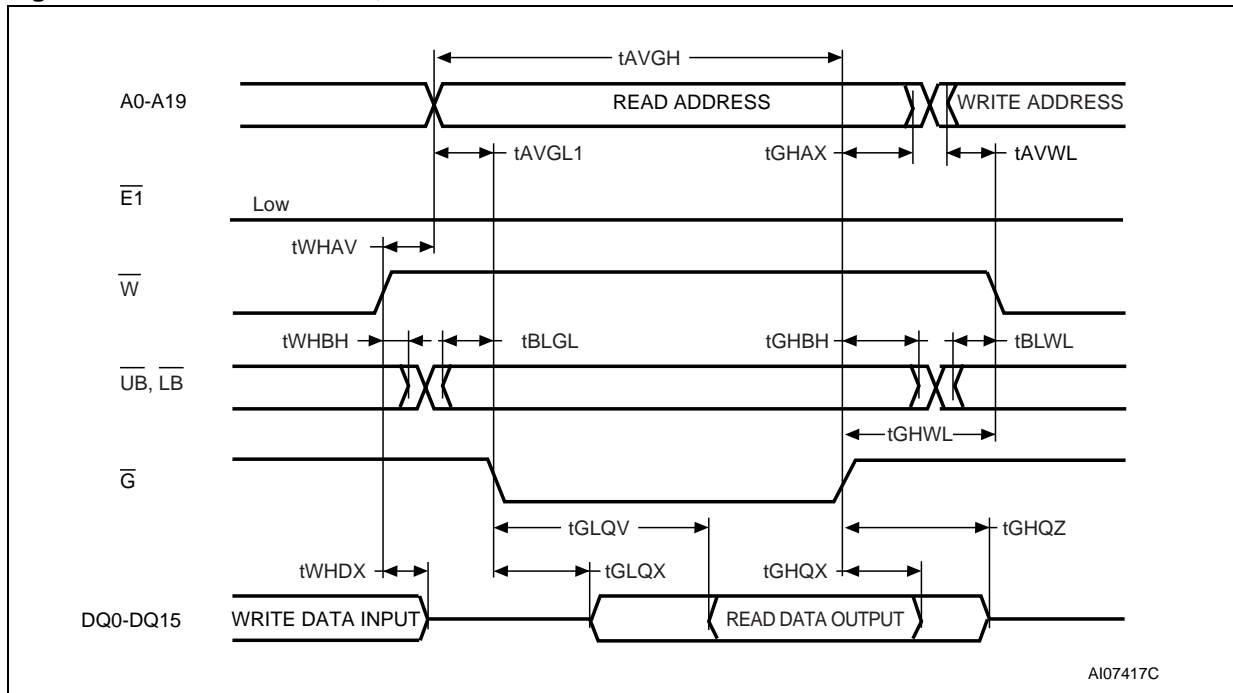 tAVGH
A0-A19 READ ADDRESS WRITE ADDRESS
tAVGL1 tGHAX tAVWL
E1 Low
tWHAV
W
tWHBH tBLGL tGHBH tBLWL
UB, LB
tGHWL
G
tGLQV tGHQZ
tWHDX tGLQX tGHQX
DQ0-DQ15 WRITE DATA INPUT READ DATA OUTPUT
AI07417C